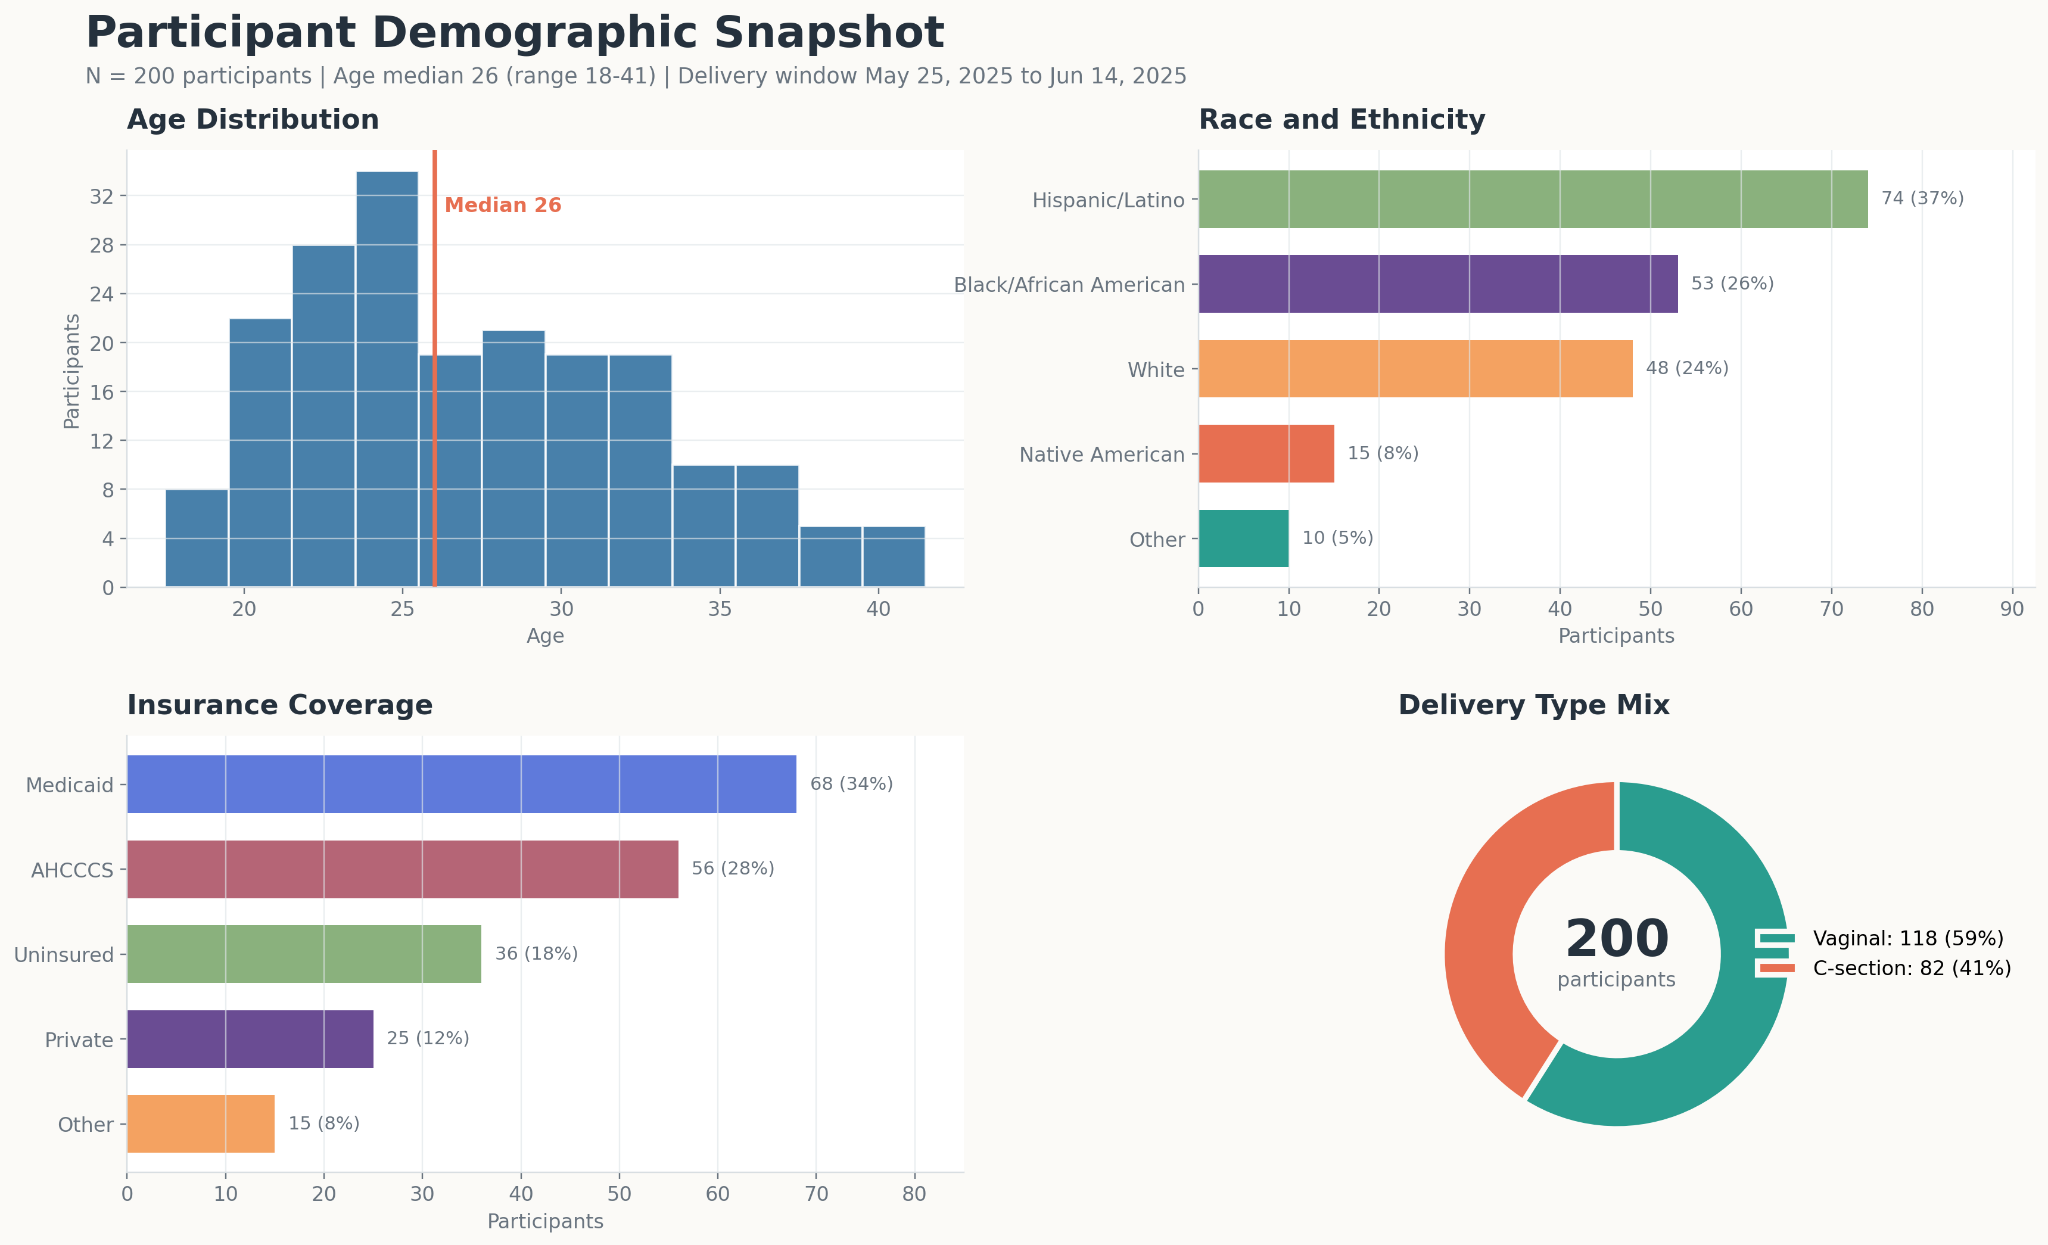 Participant Demographic Snapshot
N = 200 participants | Age median 26 (range 18-41) | Delivery window May 25, 2025 to Jun 14, 2025
Age Distribution
Participants
32
28
24
20
16
12
8
4
0
Median 26
20 25 30 35 40
Age
Race and Ethnicity
Hispanic/Latino 74 (37%)
Black/African American 53 (26%)
White 48 (24%)
Native American 15 (8%)
Other 10 (5%)
0 10 20 30 40 50 60 70 80 90
Participants
Insurance Coverage
Medicaid 68 (34%)
AHCCCS 56 (28%)
Uninsured 36 (18%)
Private 25 (12%)
Other 15 (8%)
0 10 20 30 40 50 60 70 80
Participants
Delivery Type Mix
200
participants
Vaginal: 118 (59%)
C-section: 82 (41%)